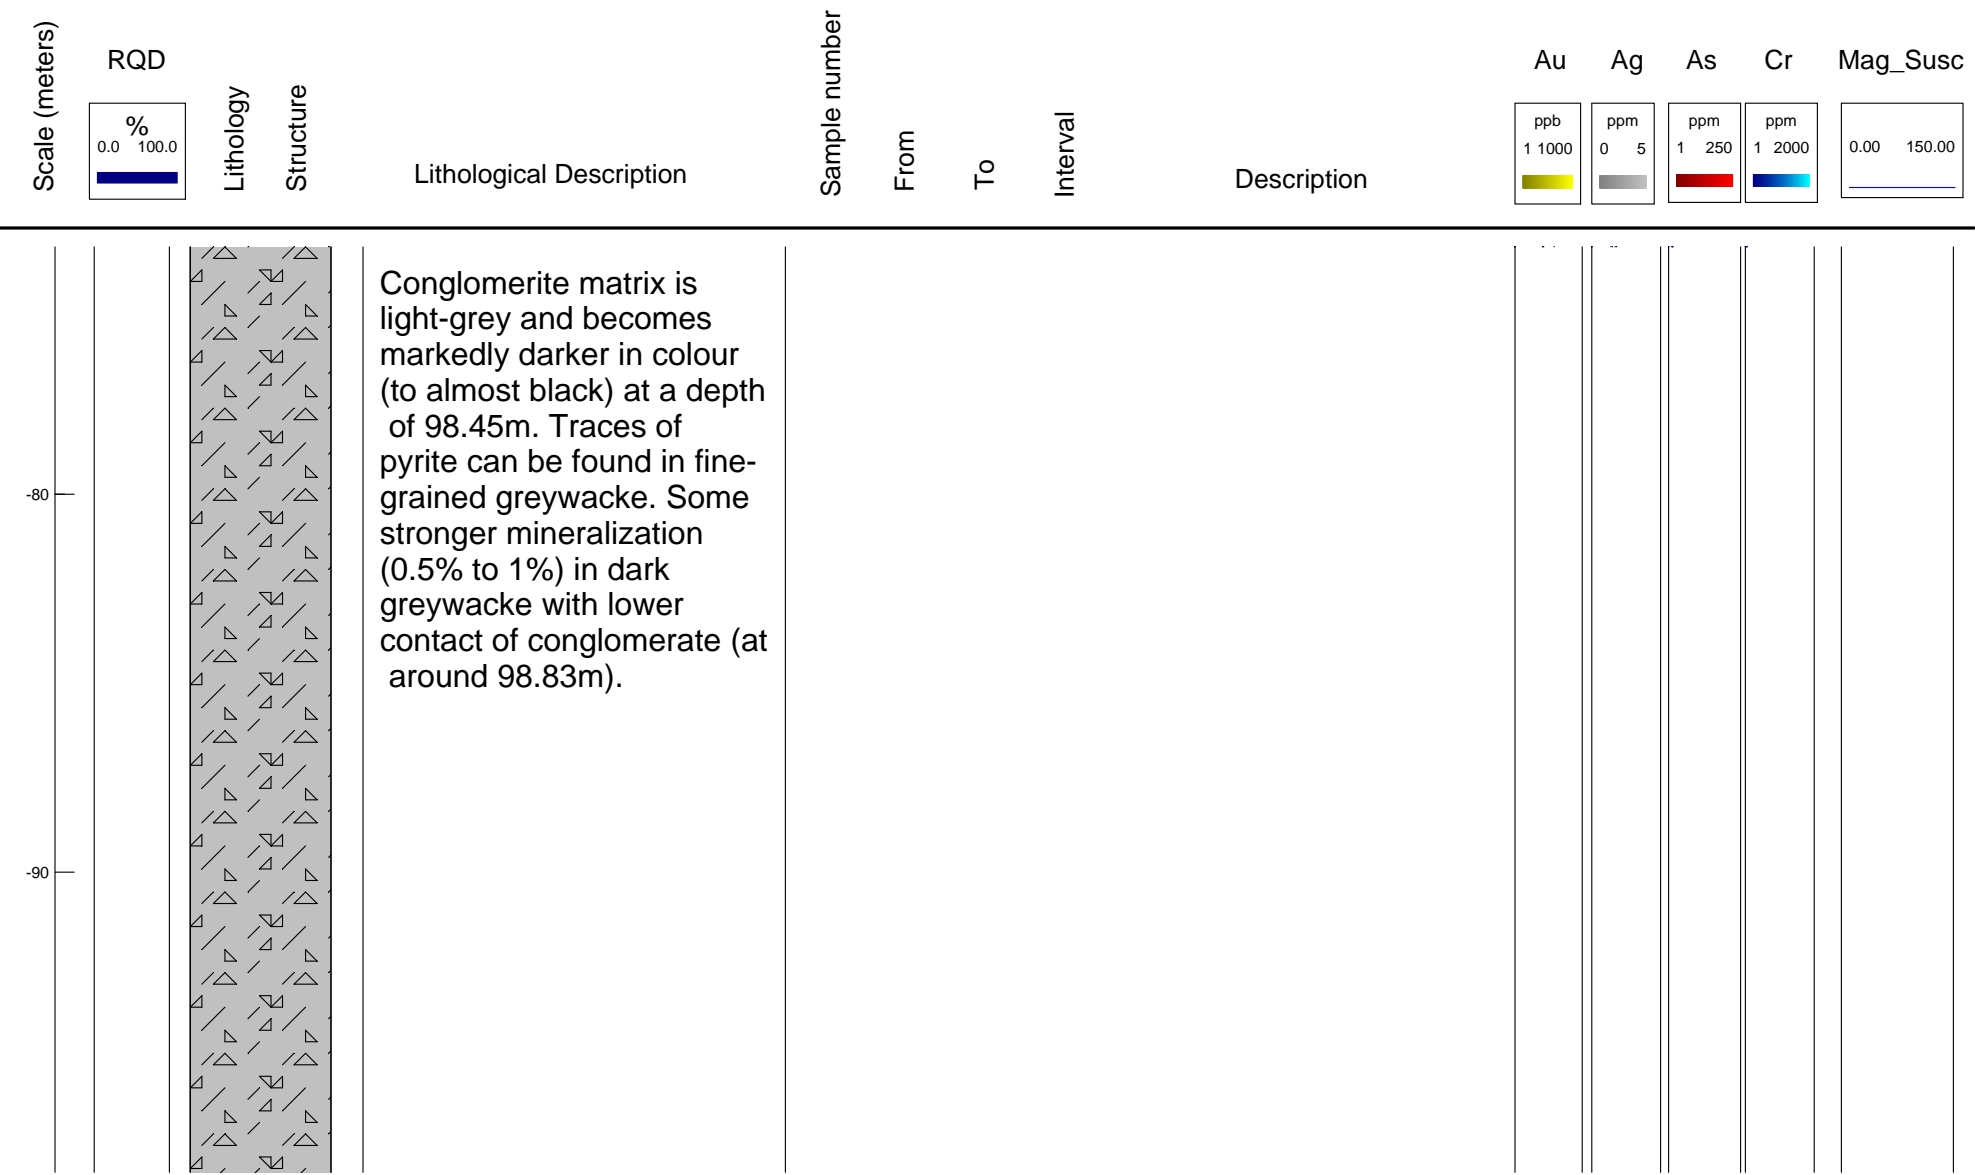 Scale (meters)
RQD
%
0.0 100.0
Lithology
Structure
Lithological Description
Sample number
From
To
Interval
Description
Au
ppb
1 1000
Ag
ppm
0 5
As
ppm
1 250
Cr
ppm
1 2000
Mag_Susc
0.00 150.00
Conglomerite matrix is
light-grey and becomes
markedly darker in colour
(to almost black) at a depth
of 98.45m. Traces of
pyrite can be found in fine-
grained greywacke. Some
stronger mineralization
(0.5% to 1%) in dark
greywacke with lower
contact of conglomerate (at
around 98.83m).
-80
-90